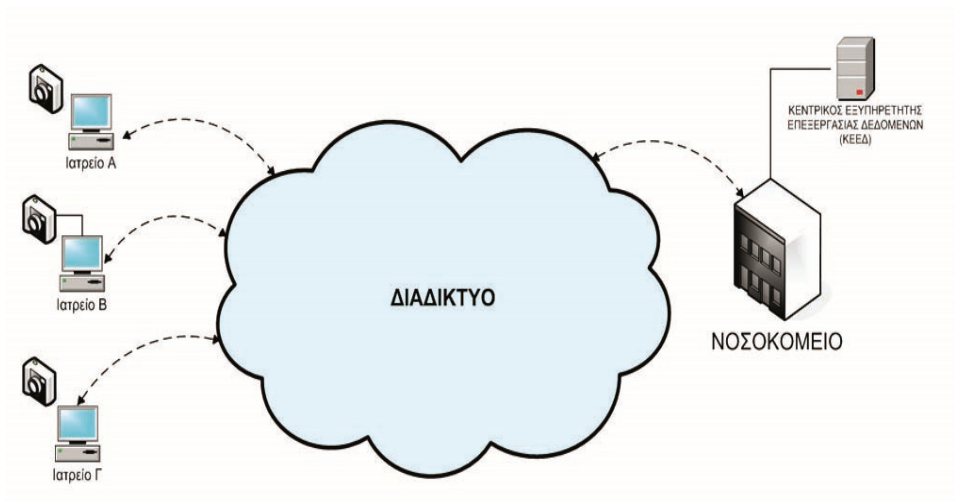 ΚΕΝΤΡΙΚΟΣ ΕΞΥΠΗΡΕΤΗΤΗΣ
ΕΠΕΞΕΡΓΑΣΙΑΣ ΔΕΔΟΜΕΝΩΝ
(ΚΕΕΔ)
Ιατρείο Α
Ιατρείο Β
ΔΙΑΔΙΚΤΥΟ
ΝΟΣΟΚΟΜΕΙΟ
Ιατρείο Γ